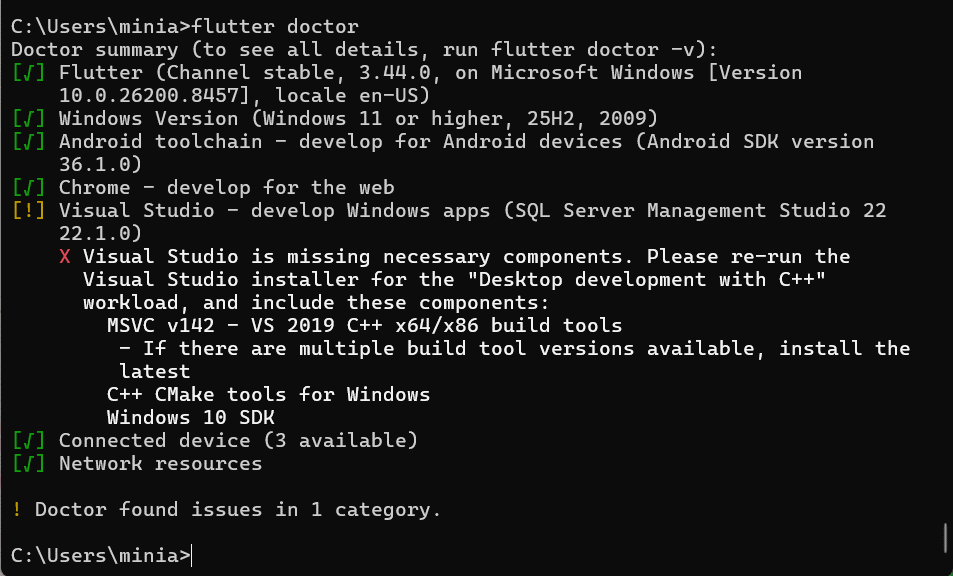 C:\Users\minia>flutter doctor
Doctor summary (to see all details, run flutter doctor -v):
[√] Flutter (Channel stable, 3.44.0, on Microsoft Windows [Version
    10.0.26200.8457], locale en-US)
[√] Windows Version (Windows 11 or higher, 25H2, 2009)
[√] Android toolchain - develop for Android devices (Android SDK version
    36.1.0)
[√] Chrome - develop for the web
[!] Visual Studio - develop Windows apps (SQL Server Management Studio 22
    22.1.0)
    X Visual Studio is missing necessary components. Please re-run the
      Visual Studio installer for the "Desktop development with C++"
      workload, and include these components:
        MSVC v142 - VS 2019 C++ x64/x86 build tools
         - If there are multiple build tool versions available, install the
         latest
        C++ CMake tools for Windows
        Windows 10 SDK
[√] Connected device (3 available)
[√] Network resources
! Doctor found issues in 1 category.
C:\Users\minia>